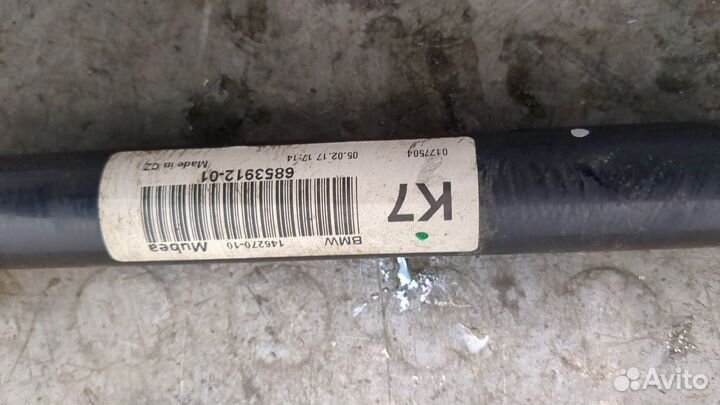 K7
0177504
BMW
146270-10
Mubea
6853912-01
05.02.17 17:14
Made in CZ
Avito